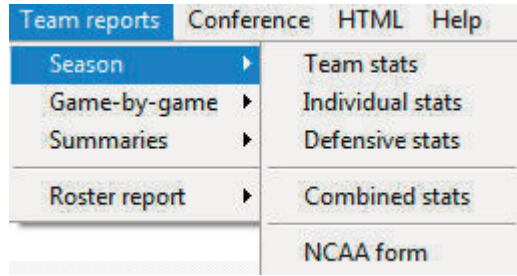 Team reports Conference HTML Help
Season
Game-by-game
Summaries
Roster report
Team stats
Individual stats
Defensive stats
Combined stats
NCAA form